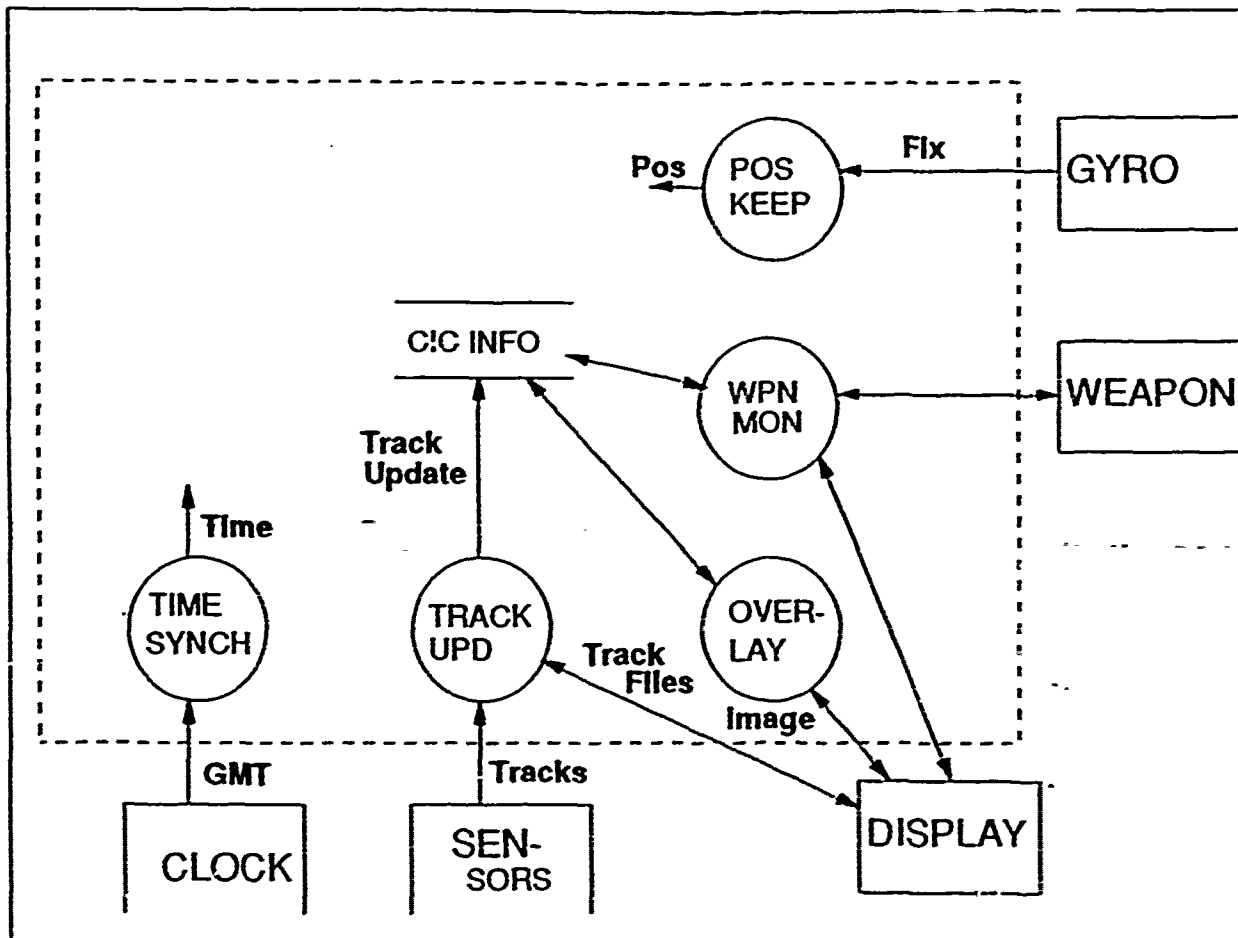 Fix
GYRO
Pos
POS
KEEP
C!C INFO
WPN
MON
WEAPON
Track
Update
Time
TIME
SYNCH
TRACK
UPD
OVER-
LAY
Track
Files
Image
GMT
Tracks
CLOCK
SEN-
SORS
DISPLAY